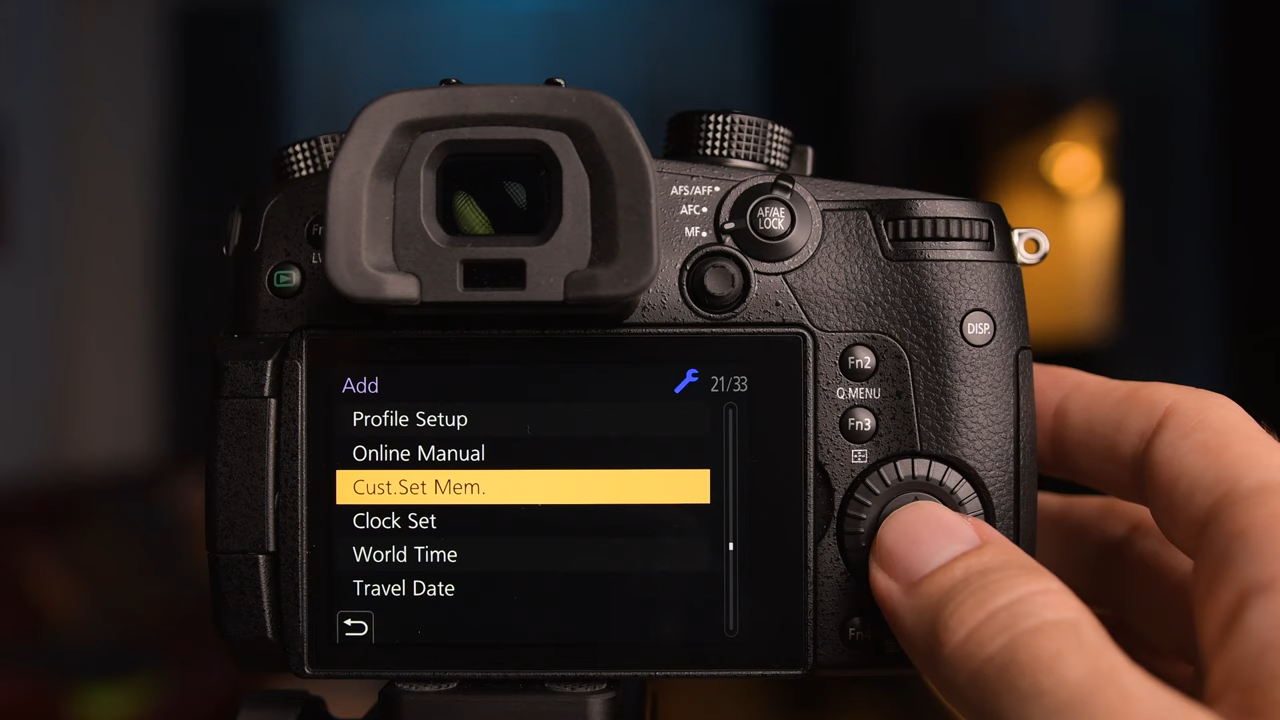 AFS/AFF
AFC
MF
AF/AE
LOCK
DISP.
Fn2
Q.MENU
Fn3
Add
21/33
Profile Setup
Online Manual
Cust.Set Mem.
Clock Set
World Time
Travel Date